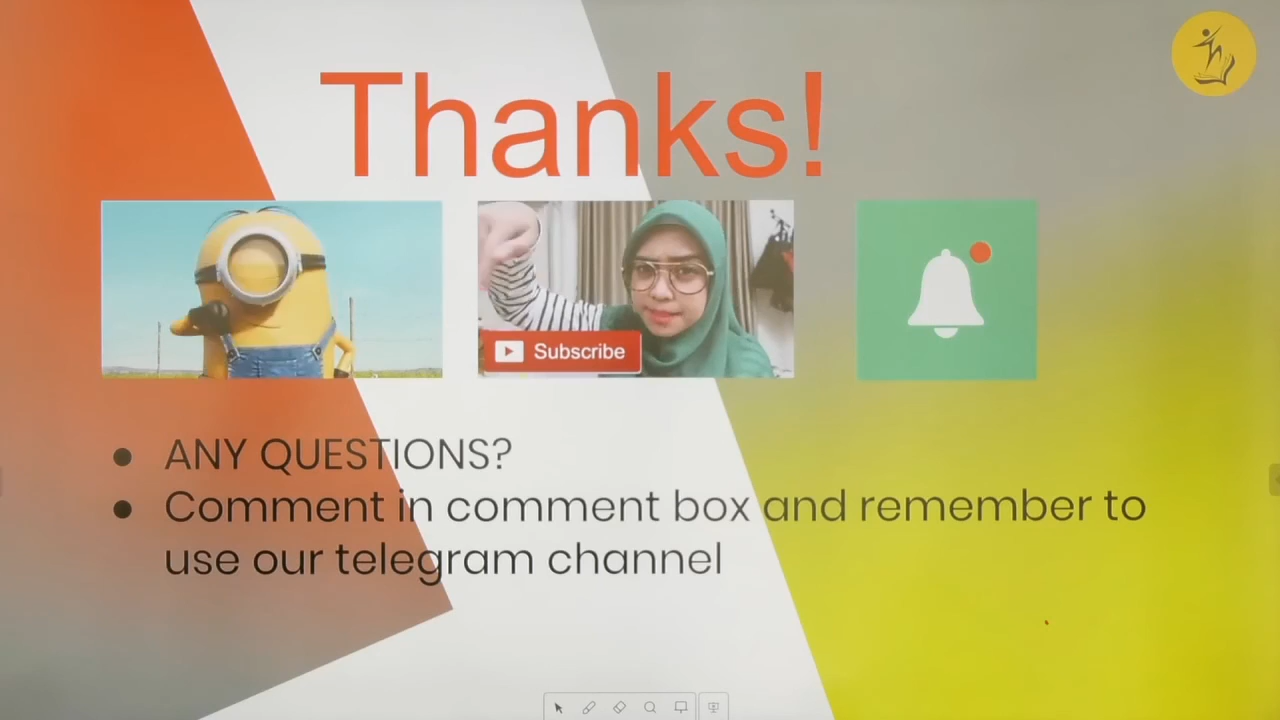 Thanks!
Subscribe
ANY QUESTIONS?
Comment in comment box and remember to
use our telegram channel